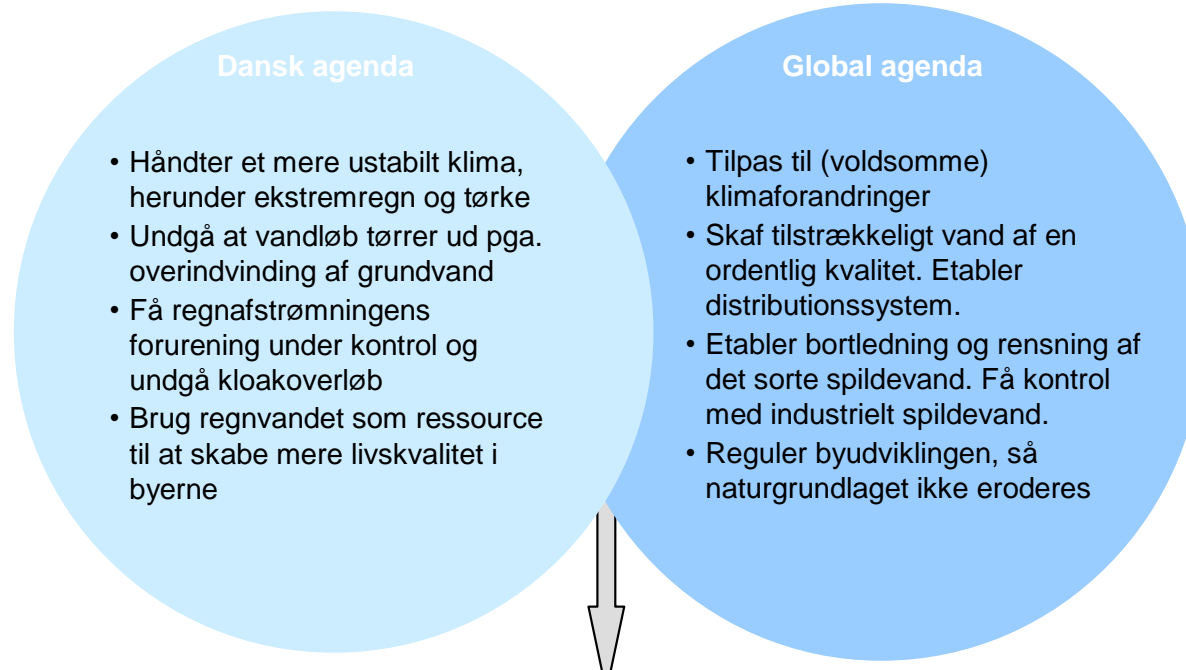 Dansk agenda
• Håndter et mere ustabilt klima,
herunder ekstremregn og tørke
• Undgå at vandløb tørrer ud pga.
overindvinding af grundvand
• Få regnafstrømningens
forurening under kontrol og
undgå kloakoverløb
• Brug regnvandet som ressource
til at skabe mere livskvalitet i
byerne
Global agenda
• Tilpas til (voldsomme)
klimaforandringer
• Skaf tilstrækkeligt vand af en
ordentlig kvalitet. Etabler
distributionssystem.
• Etabler bortledning og rensning af
det sorte spildevand. Få kontrol
med industrielt spildevand.
• Reguler byudviklingen, så
naturgrundlaget ikke eroderes